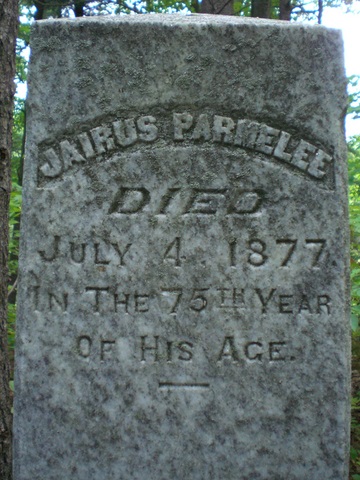 JAIRUS PARMELEE
DIED
JULY 4 1877.
IN THE 75TH YEAR
OF HIS AGE.